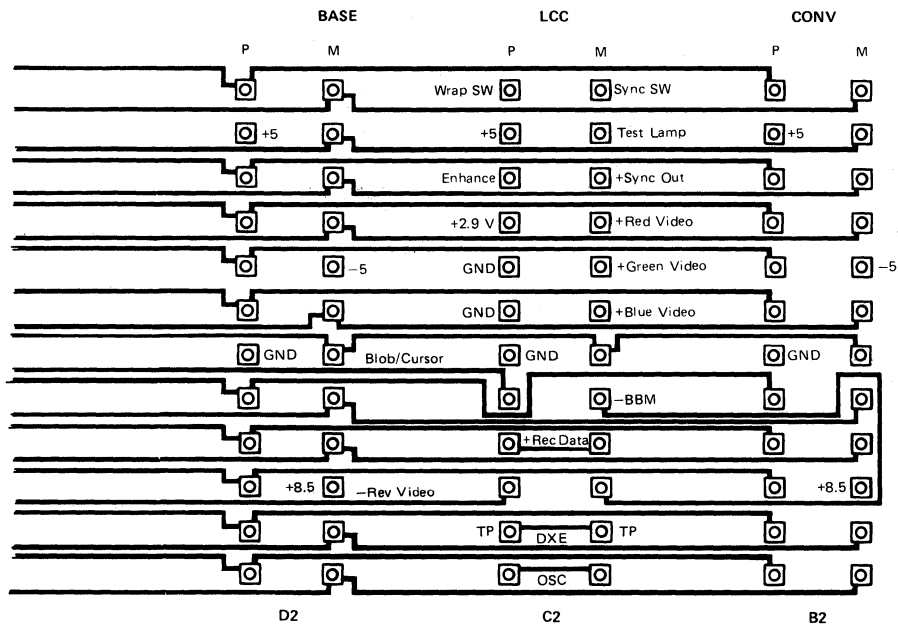 BASE LCC CONV
P M P M P M
Wrap SW Sync SW
+5 +5 Test Lamp +5
Enhance +Sync Out
+2.9 V +Red Video
−5 GND +Green Video −5
GND +Blue Video
GND Blob/Cursor GND GND
−BBM
+Rec Data
+8.5 −Rev Video +8.5
TP DXE TP
OSC
D2 C2 B2